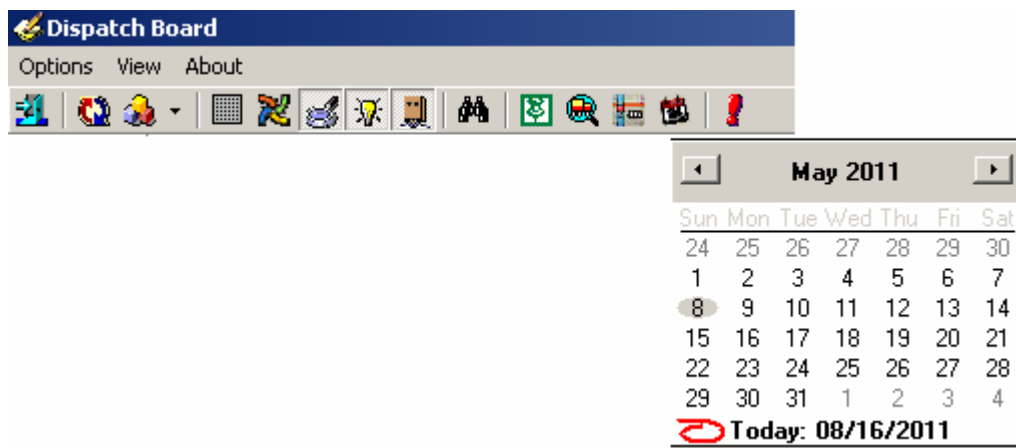 Dispatch Board
Options View About
May 2011
Sun Mon Tue Wed Thu Fri Sat
24 25 26 27 28 29 30
1 2 3 4 5 6 7
8 9 10 11 12 13 14
15 16 17 18 19 20 21
22 23 24 25 26 27 28
29 30 31 1 2 3 4
Today: 08/16/2011